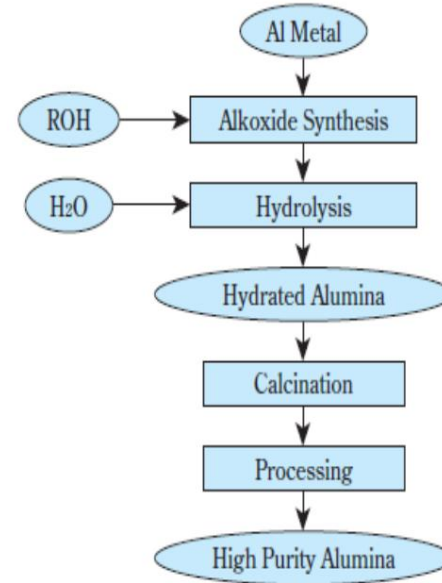 Al Metal
ROH
Alkoxide Synthesis
H₂O
Hydrolysis
Hydrated Alumina
Calcination
Processing
High Purity Alumina